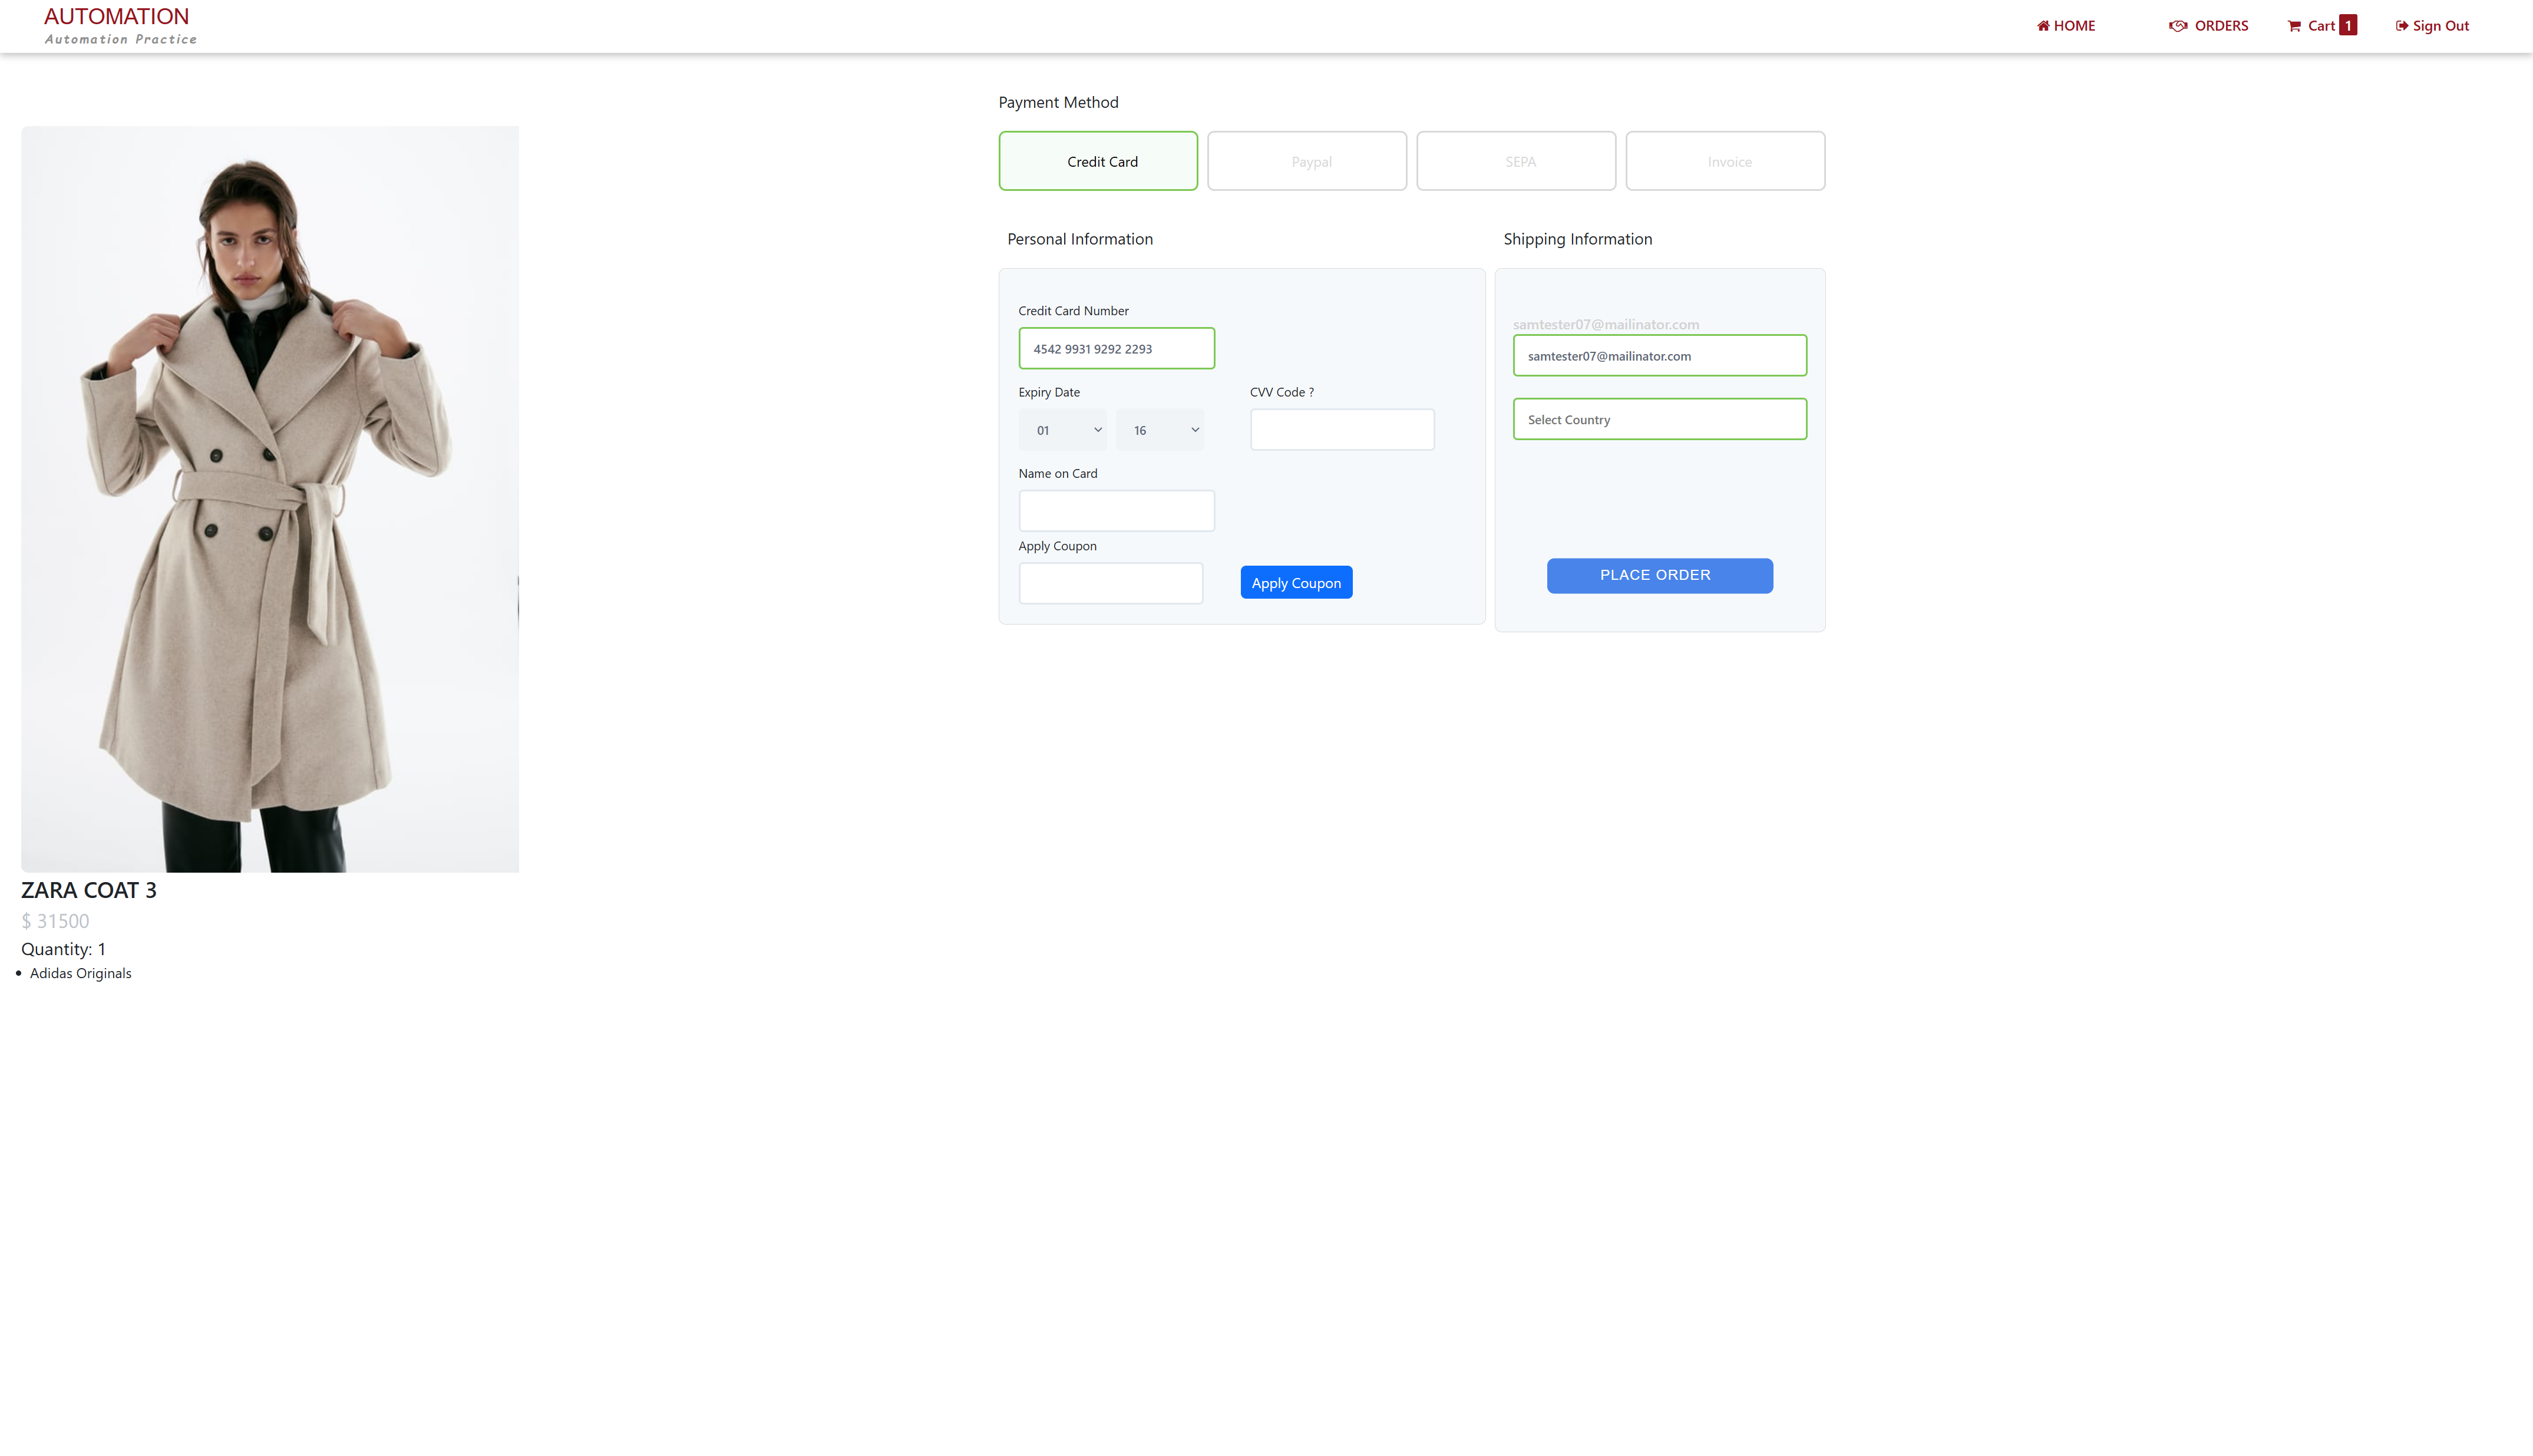 AUTOMATION
Automation Practice
HOME
ORDERS
Cart 1
Sign Out
Payment Method
Credit Card
Paypal
SEPA
Invoice
Personal Information
Shipping Information
Credit Card Number
4542 9931 9292 2293
Expiry Date
CVV Code ?
01
16
Name on Card
Apply Coupon
Apply Coupon
samtester07@mailinator.com
samtester07@mailinator.com
Select Country
PLACE ORDER
ZARA COAT 3
$ 31500
Quantity: 1
Adidas Originals